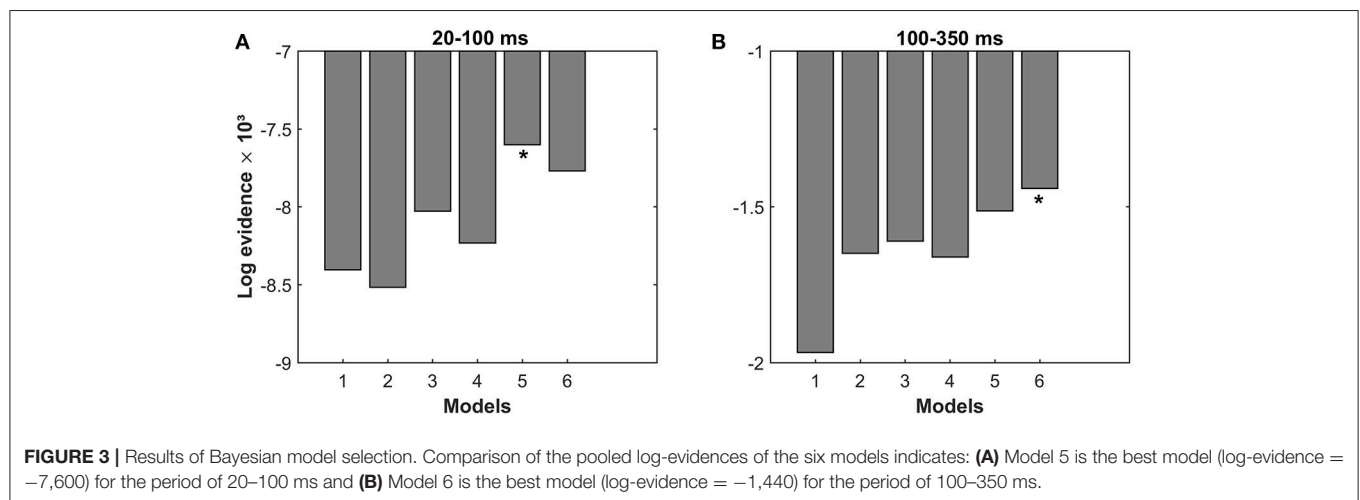 A
20-100 ms
-7
-7.5
-8
-8.5
-9
Log evidence × 10³
*
1 2 3 4 5 6
Models
B
100-350 ms
-1
-1.5
-2
*
1 2 3 4 5 6
Models
FIGURE 3 | Results of Bayesian model selection. Comparison of the pooled log-evidences of the six models indicates: (A) Model 5 is the best model (log-evidence =
−7,600) for the period of 20–100 ms and (B) Model 6 is the best model (log-evidence = −1,440) for the period of 100–350 ms.